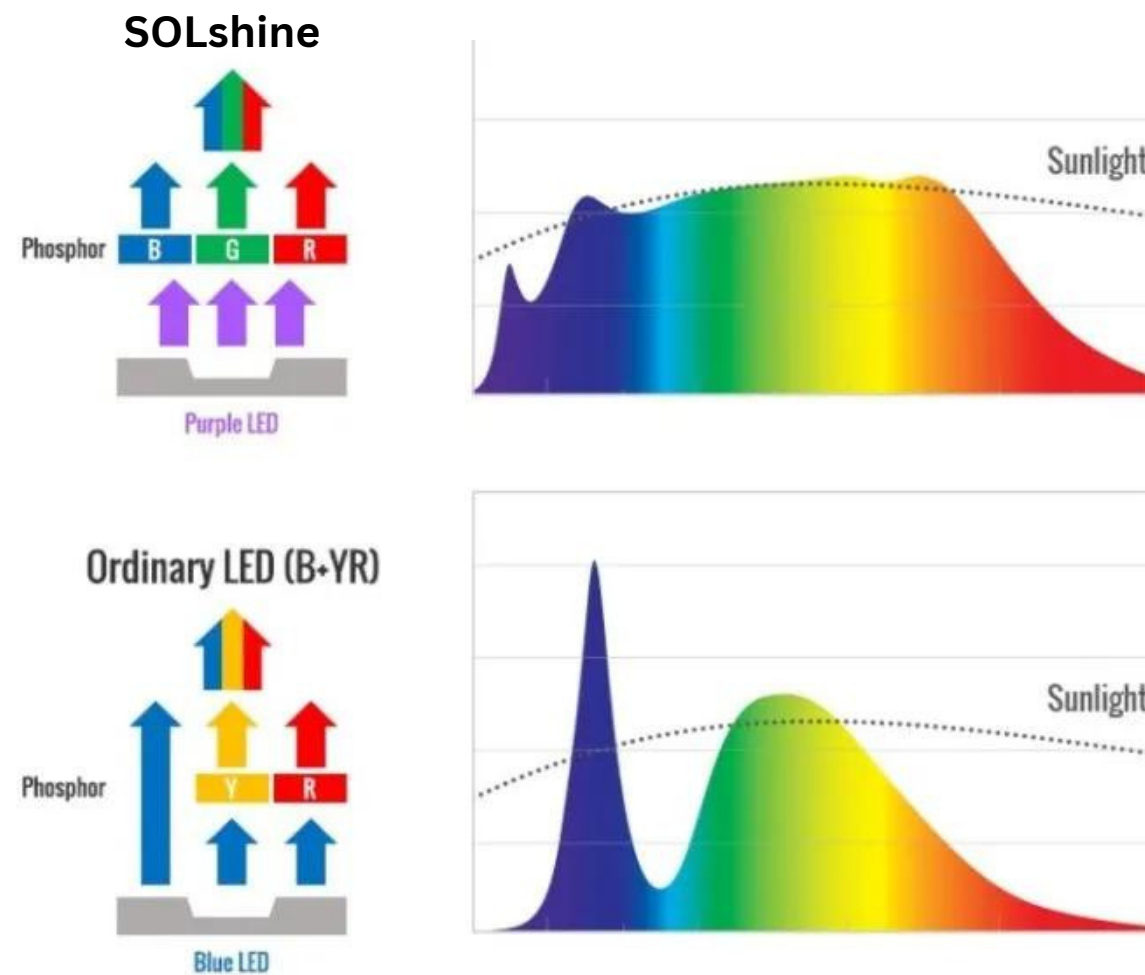 SOLshine
Sunlight
Phosphor B G R
Purple LED
Ordinary LED (B+YR)
Sunlight
Phosphor Y R
Blue LED